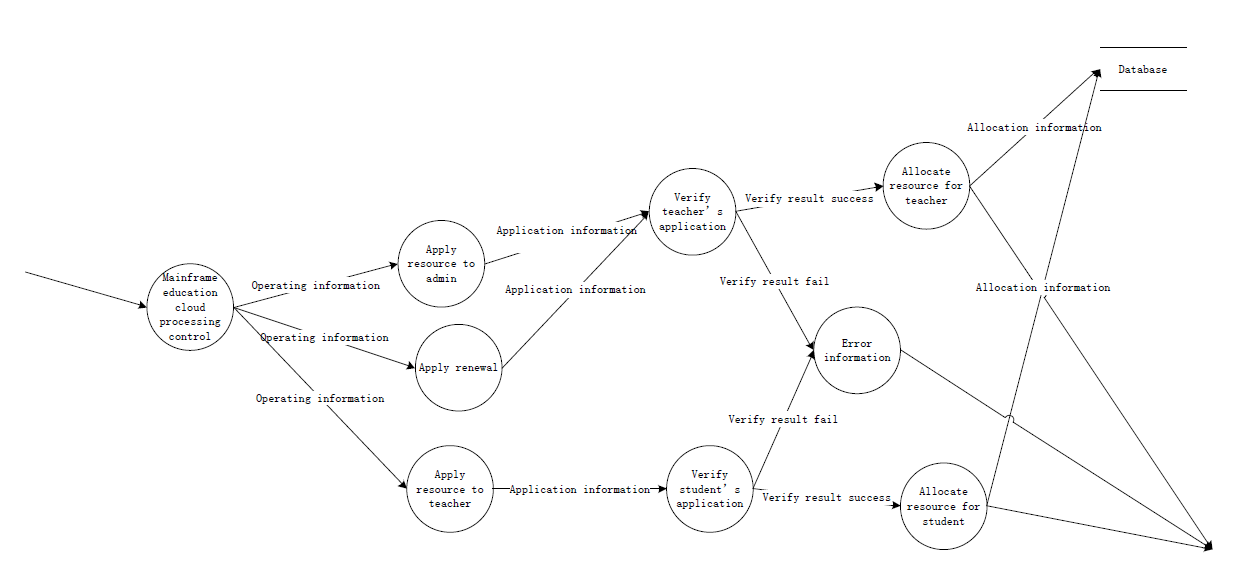 Database
Allocation information
Allocate
resource for
teacher
Verify
teacher’s
application
Verify result success
Apply
resource to
admin
Application information
Mainframe
education
cloud
processing
control
Operating information
Application information
Verify result fail
Allocation information
Operating information
Apply renewal
Error
information
Operating information
Verify result fail
Apply
resource to
teacher
Application information
Verify
student’s
application
Verify result success
Allocate
resource for
student